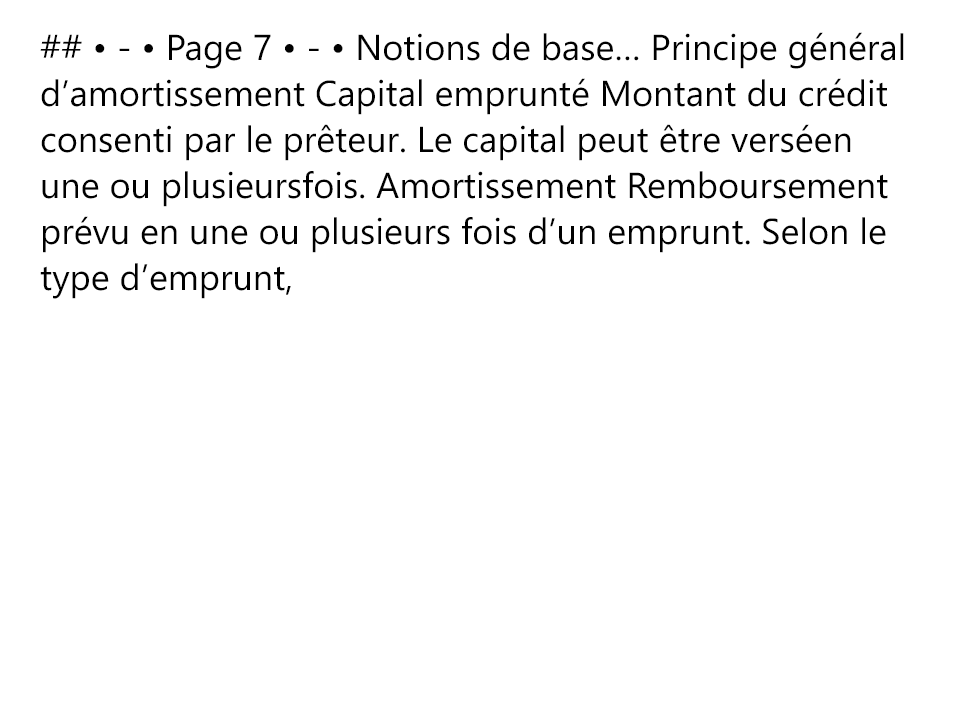 ## • - • Page 7 • - • Notions de base… Principe général
d’amortissement Capital emprunté Montant du crédit
consenti par le prêteur. Le capital peut être verséen
une ou plusieursfois. Amortissement Remboursement
prévu en une ou plusieurs fois d’un emprunt. Selon le
type d’emprunt,